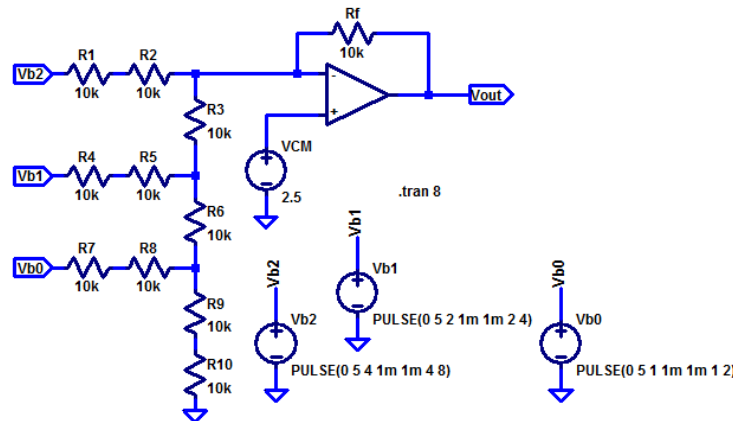 Rf
10k
Vb2
R1
10k
R2
10k
-
+
Vout
R3
10k
VCM
2.5
Vb1
R4
10k
R5
10k
.tran 8
R6
10k
Vb0
R7
10k
R8
10k
R9
10k
R10
10k
Vb2
Vb2
PULSE(0 5 4 1m 1m 4 8)
Vb1
Vb1
PULSE(0 5 2 1m 1m 2 4)
Vb0
Vb0
PULSE(0 5 1 1m 1m 1 2)